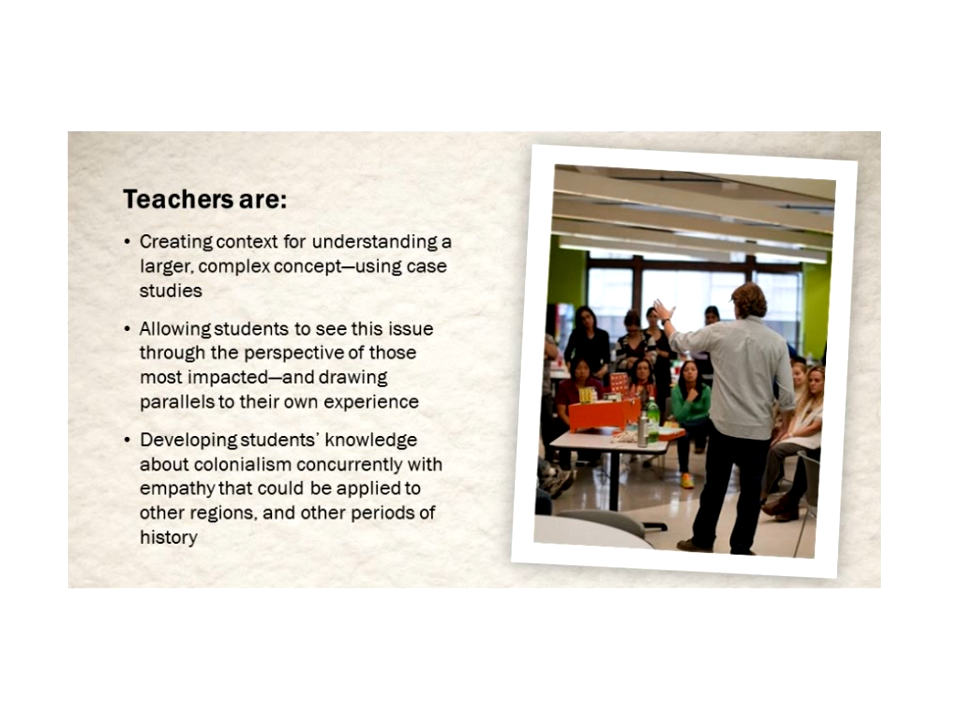 Teachers are:
• Creating context for understanding a
larger, complex concept—using case
studies
• Allowing students to see this issue
through the perspective of those
most impacted—and drawing
parallels to their own experience
• Developing students’ knowledge
about colonialism concurrently with
empathy that could be applied to
other regions, and other periods of
history